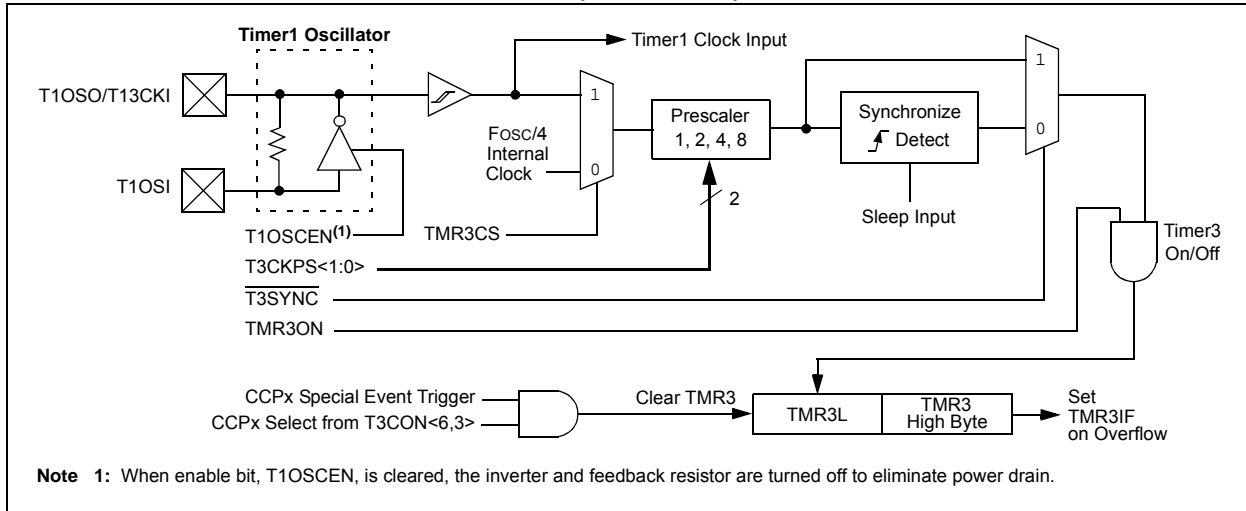 Timer1 Oscillator
Timer1 Clock Input
T1OSO/T13CKI
T1OSI
FOSC/4
Internal
Clock
1
0
Prescaler
1, 2, 4, 8
2
Synchronize
Detect
Sleep Input
1
0
T1OSCEN(1)
TMR3CS
T3CKPS<1:0>
T3SYNC
TMR3ON
Timer3
On/Off
CCPx Special Event Trigger
CCPx Select from T3CON<6,3>
Clear TMR3
TMR3L
TMR3
High Byte
Set
TMR3IF
on Overflow
Note 1: When enable bit, T1OSCEN, is cleared, the inverter and feedback resistor are turned off to eliminate power drain.